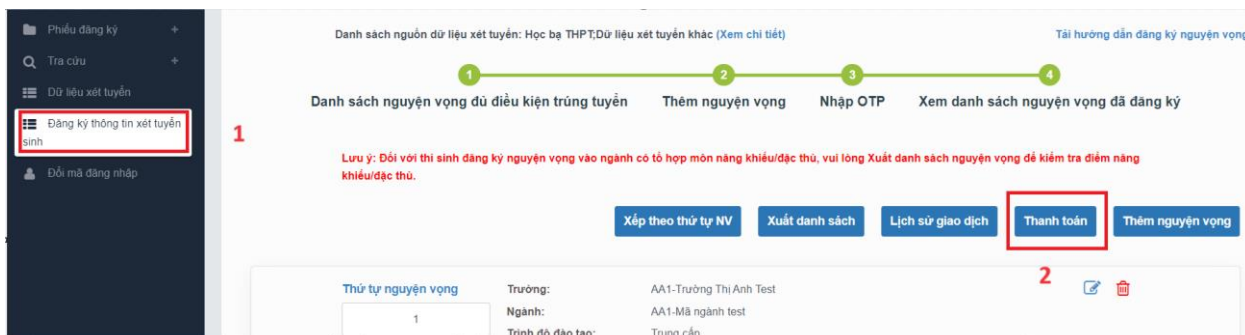 Phiếu đăng ký +
Tra cứu +
Dữ liệu xét tuyển
Đăng ký thông tin xét tuyển
sinh
Đổi mã đăng nhập
1
Danh sách nguồn dữ liệu xét tuyển: Học bạ THPT;Dữ liệu xét tuyển khác (Xem chi tiết)
Tải hướng dẫn đăng ký nguyện vọng
1 2 3 4
Danh sách nguyện vọng đủ điều kiện trúng tuyển Thêm nguyện vọng Nhập OTP Xem danh sách nguyện vọng đã đăng ký
Lưu ý: Đối với thí sinh đăng ký nguyện vọng vào ngành có tổ hợp môn năng khiếu/đặc thù, vui lòng Xuất danh sách nguyện vọng để kiểm tra điểm năng
khiếu/đặc thù.
Xếp theo thứ tự NV Xuất danh sách Lịch sử giao dịch Thanh toán Thêm nguyện vọng
2
Thứ tự nguyện vọng
1
Trường: AA1-Trường Thị Anh Test
Ngành: AA1-Mã ngành test
Trình độ đào tạo: Trung cấp